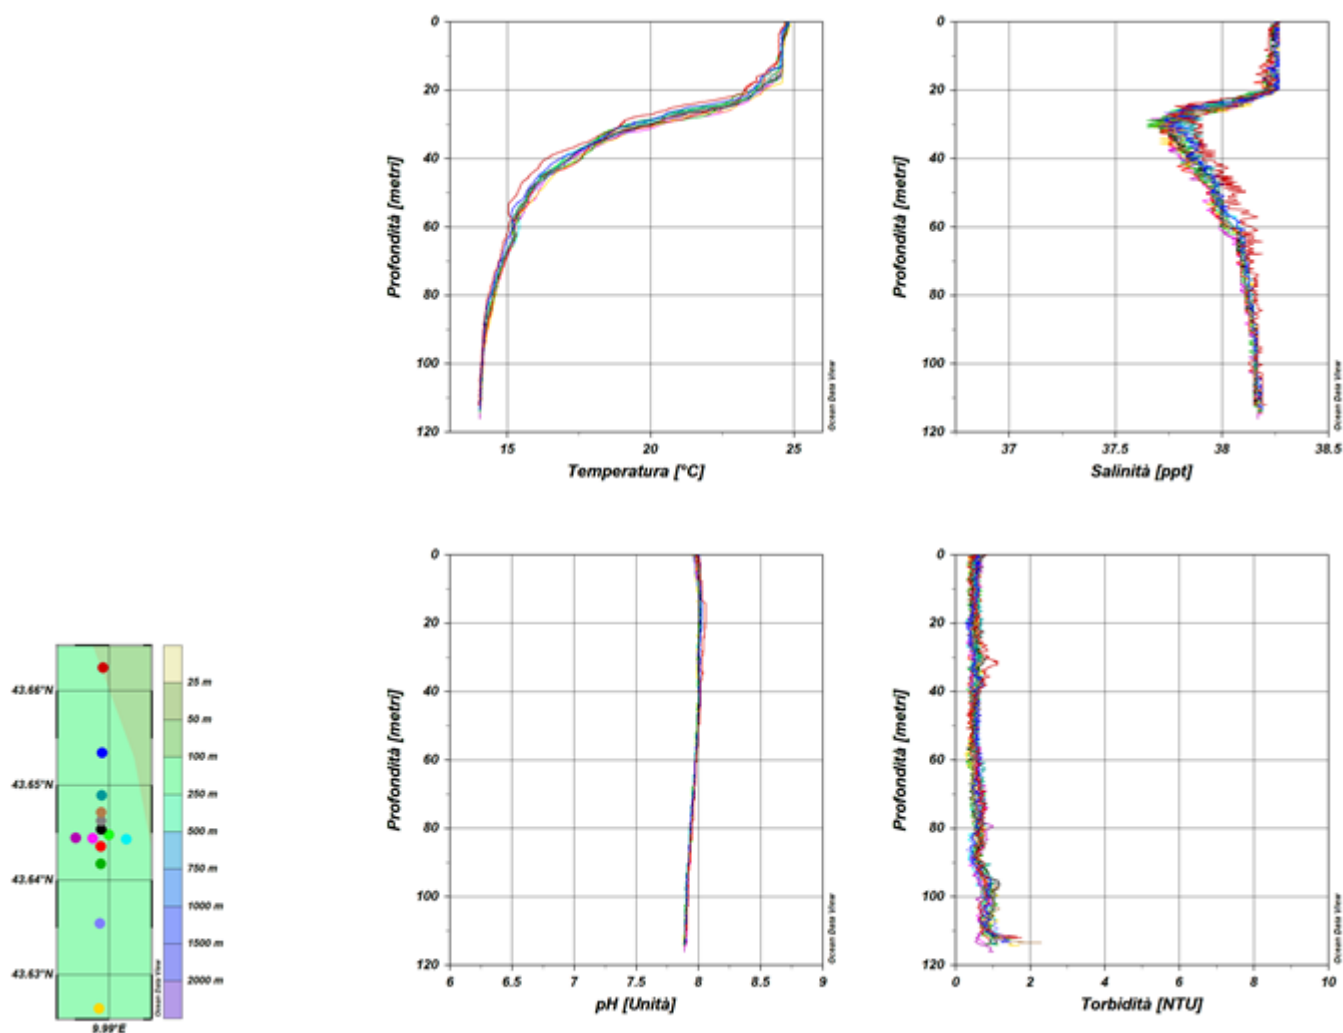 0
20
40
60
80
100
120
Profondità [metri]
15
20
25
Temperatura [°C]
Ocean Data View
0
20
40
60
80
100
120
Profondità [metri]
37
37.5
38
38.5
Salinità [ppt]
Ocean Data View
43.66°N
43.65°N
43.64°N
43.63°N
9.99°E
Ocean Data View
25 m
50 m
100 m
250 m
500 m
750 m
1000 m
1500 m
2000 m
0
20
40
60
80
100
120
Profondità [metri]
6
6.5
7
7.5
8
8.5
9
pH [Unità]
Ocean Data View
0
20
40
60
80
100
120
Profondità [metri]
0
2
4
6
8
10
Torbidità [NTU]
Ocean Data View